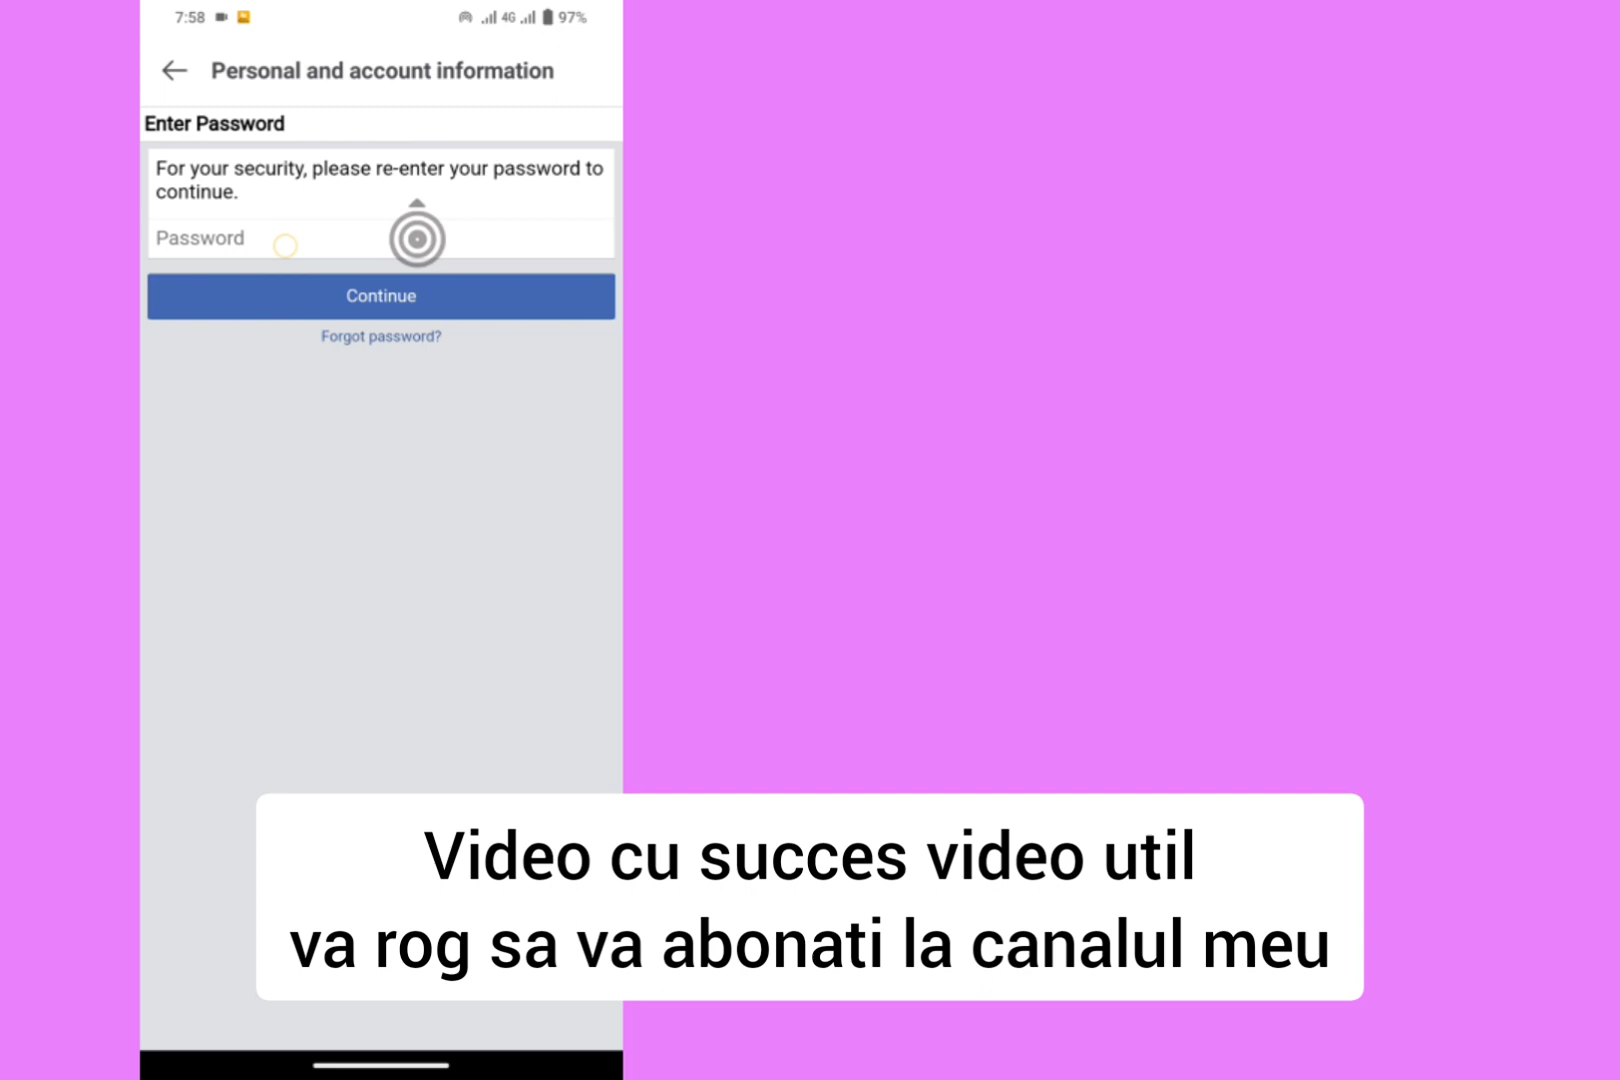 7:58 4G 97%
Personal and account information
Enter Password
For your security, please re-enter your password to
continue.
Password
Continue
Forgot password?
Video cu succes video util
va rog sa va abonati la canalul meu